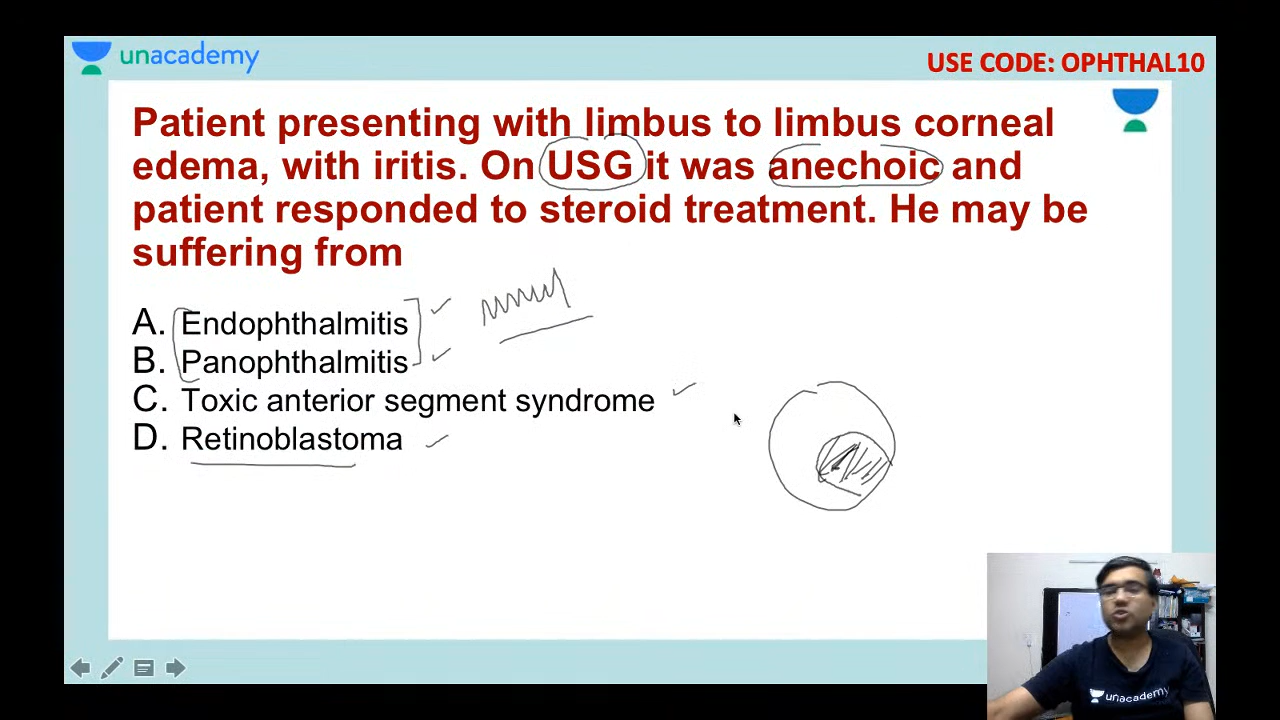 unacademy
USE CODE: OPHTHAL10
Patient presenting with limbus to limbus corneal
edema, with iritis. On USG it was anechoic and
patient responded to steroid treatment. He may be
suffering from
A. Endophthalmitis
B. Panophthalmitis
C. Toxic anterior segment syndrome
D. Retinoblastoma
unacademy